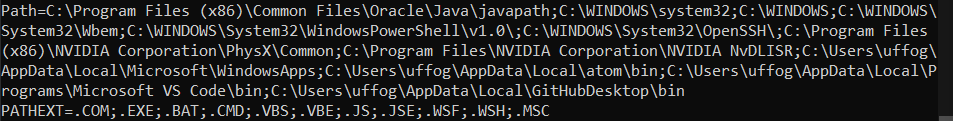 Path=C:\Program Files (x86)\Common Files\Oracle\Java\javapath;C:\WINDOWS\system32;C:\WINDOWS;C:\WINDOWS\
System32\Wbem;C:\WINDOWS\System32\WindowsPowerShell\v1.0\;C:\WINDOWS\System32\OpenSSH\;C:\Program Files
(x86)\NVIDIA Corporation\PhysX\Common;C:\Program Files\NVIDIA Corporation\NVIDIA NvDLISR;C:\Users\uffog\
AppData\Local\Microsoft\WindowsApps;C:\Users\uffog\AppData\Local\atom\bin;C:\Users\uffog\AppData\Local\P
rograms\Microsoft VS Code\bin;C:\Users\uffog\AppData\Local\GitHubDesktop\bin
PATHEXT=.COM;.EXE;.BAT;.CMD;.VBS;.VBE;.JS;.JSE;.WSF;.WSH;.MSC